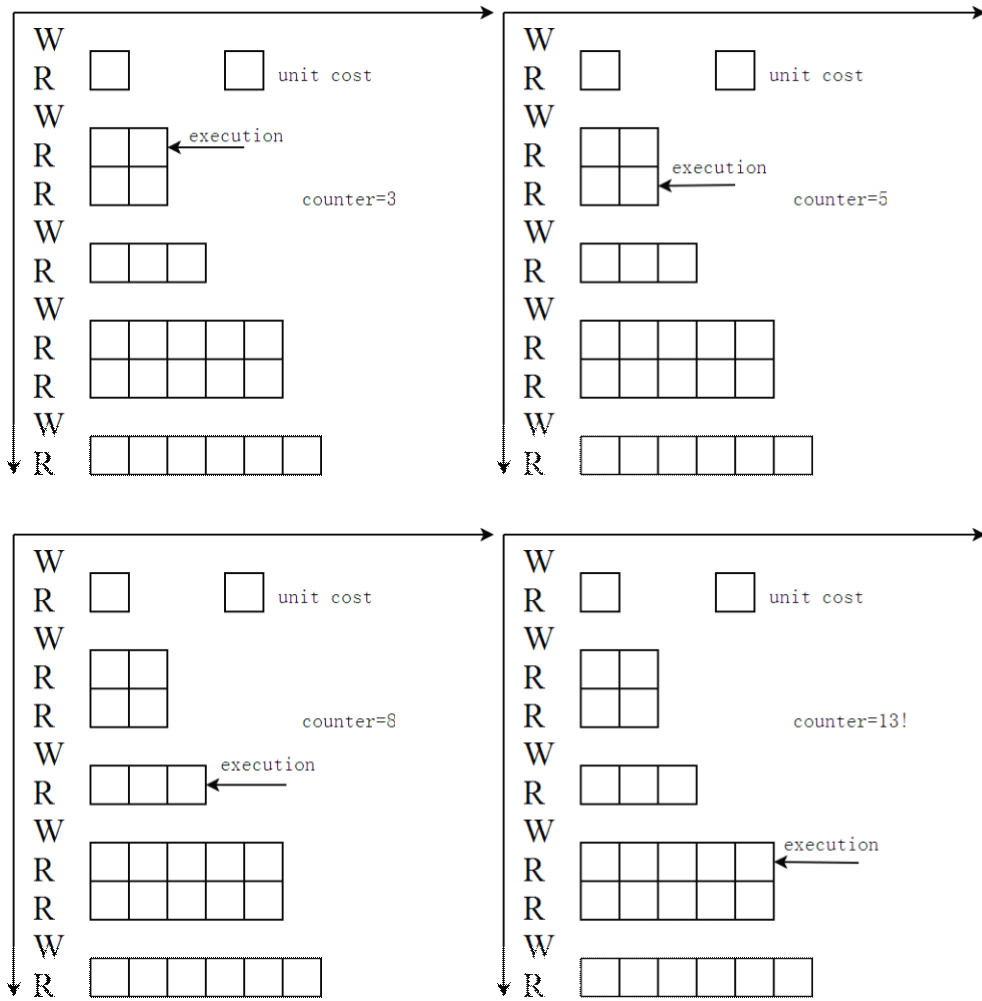 W
R unit cost
W
R execution
R counter=3
W
R
W
R
R
W
R
W
R unit cost
W
R execution
R counter=5
W
R
W
R
R
W
R
W
R unit cost
W
R
R counter=8
W execution
R
W
R
R
W
R
W
R unit cost
W
R
R counter=13!
W
R
W execution
R
R
W
R